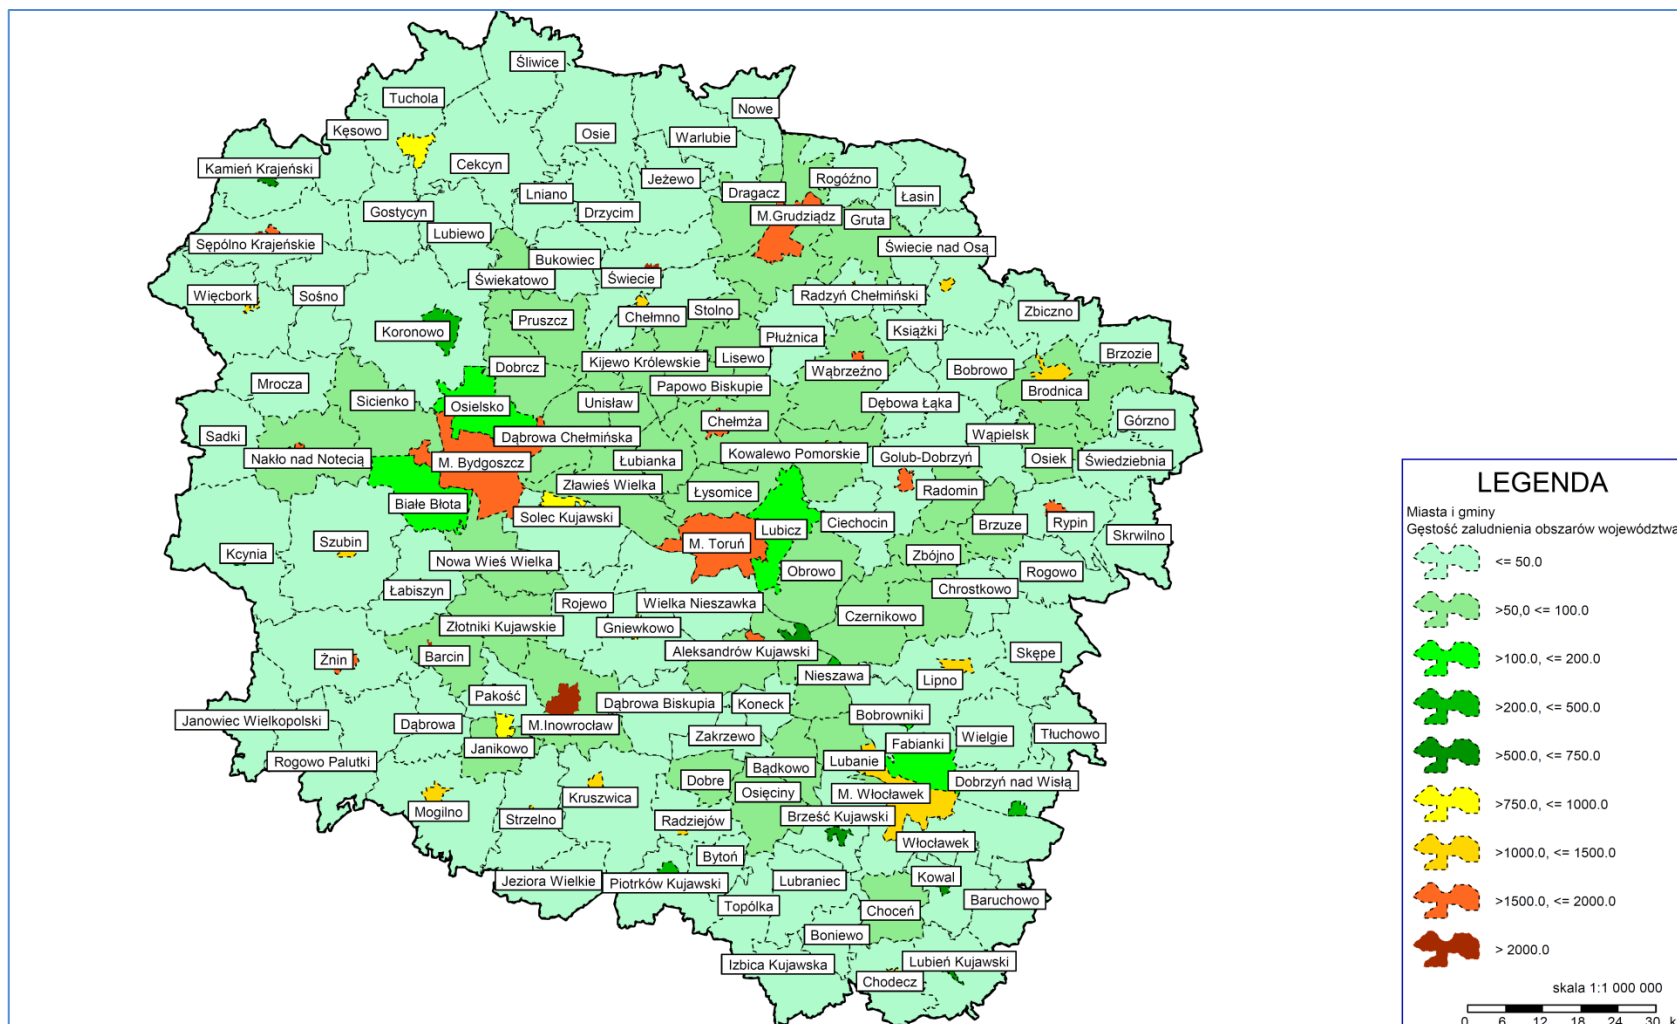 Śliwice
Tuchola
Nowe
Kęsowo
Osie
Warlubie
Cekcyn
Kamień Krajeński
Jeżewo
Rogóźno
Lniano
Dragacz
Łasin
Gostycyn
Drzycim
M.Grudziądz
Gruta
Lubiewo
Sępólno Krajeńskie
Świecie nad Osą
Bukowiec
Świekatowo
Świecie
Więcbork
Sośno
Radzyń Chełmiński
Stolno
Zbiczno
Pruszcz
Chełmno
Koronowo
Książki
Płużnica
Brzozie
Kijewo Królewskie
Lisewo
Dobrcz
Wąbrzeźno
Bobrowo
Mrocza
Papowo Biskupie
Brodnica
Sicienko
Unisław
Dębowa Łąka
Osielsko
Górzno
Chełmża
Sadki
Dąbrowa Chełmińska
Wąpielsk
Nakło nad Notecią
Kowalewo Pomorskie
Golub-Dobrzyń
M. Bydgoszcz
Łubianka
Osiek
Świedziebnia
Zławieś Wielka
Łysomice
Radomin
Białe Błota
Solec Kujawski
Ciechocin
Brzuze
Rypin
Lubicz
Skrwilno
Szubin
M. Toruń
Kcynia
Zbójno
Nowa Wieś Wielka
Obrowo
Rogowo
Łabiszyn
Chrostkowo
Rojewo
Wielka Nieszawka
Czernikowo
Złotniki Kujawskie
Gniewkowo
Żnin
Barcin
Aleksandrów Kujawski
Skępe
Nieszawa
Lipno
Pakość
Dąbrowa Biskupia
Koneck
Janowiec Wielkopolski
Dąbrowa
M.Inowrocław
Bobrowniki
Zakrzewo
Wielgie
Tłuchowo
Janikowo
Fabianki
Rogowo Palutki
Lubanie
Bądkowo
Dobre
Dobrzyń nad Wisłą
Osięciny
M. Włocławek
Kruszwica
Mogilno
Strzelno
Radziejów
Brześć Kujawski
Włocławek
Bytoń
Jeziora Wielkie
Piotrków Kujawski
Lubraniec
Kowal
Baruchowo
Topólka
Choceń
Boniewo
Izbica Kujawska
Lubień Kujawski
Chodecz
LEGENDA
Miasta i gminy
Gęstość zaludnienia obszarów województwa
<= 50.0
>50,0 <= 100.0
>100.0, <= 200.0
>200.0, <= 500.0
>500.0, <= 750.0
>750.0, <= 1000.0
>1000.0, <= 1500.0
>1500.0, <= 2000.0
> 2000.0
skala 1:1 000 000
0 6 12 18 24 30 k